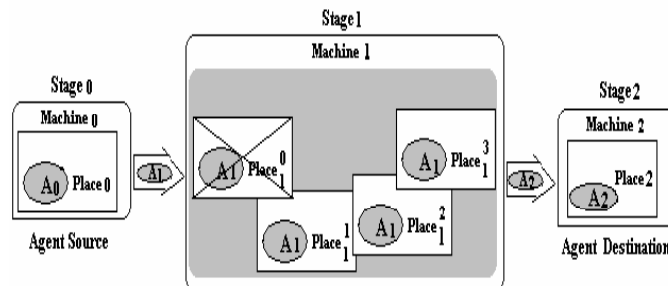 Stage 1
Machine 1
Stage 0
Machine 0
A0 Place 0
Agent Source
A1
A1 Place 0 1
A1 Place 1 1
A1 Place 2 1
A1 Place 3 1
A2
Stage 2
Machine 2
Place 2
A2
Agent Destination